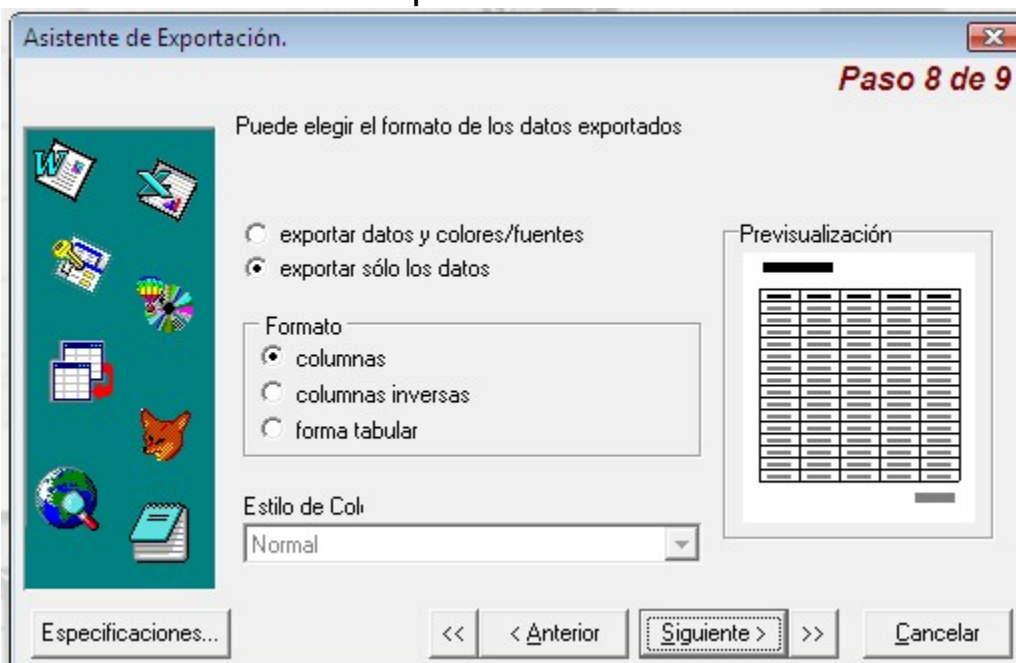 Asistente de Exportación.
Paso 8 de 9
Puede elegir el formato de los datos exportados
exportar datos y colores/fuentes
exportar sólo los datos
Formato
columnas
columnas inversas
forma tabular
Previsualización
Estilo de Col
Normal
Especificaciones...
<<
< Anterior
Siguiente >
>>
Cancelar